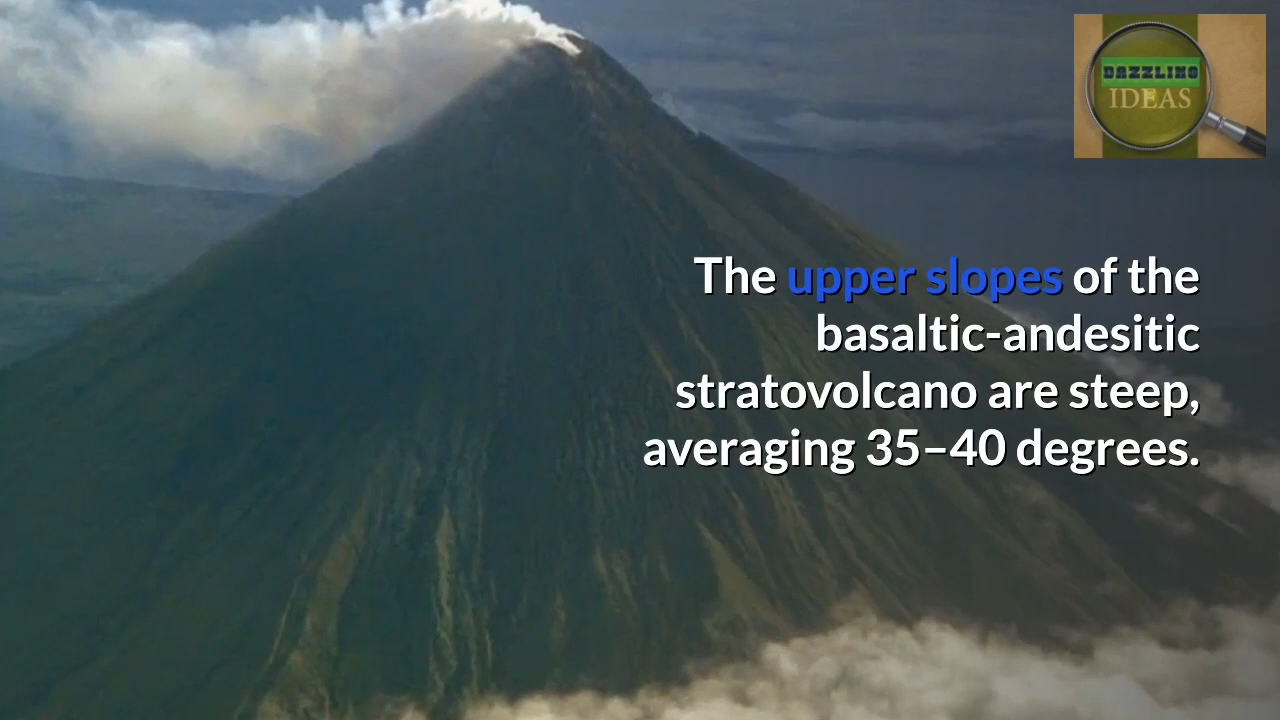 DAZZLING
IDEAS
The upper slopes of the
basaltic-andesitic
stratovolcano are steep,
averaging 35–40 degrees.